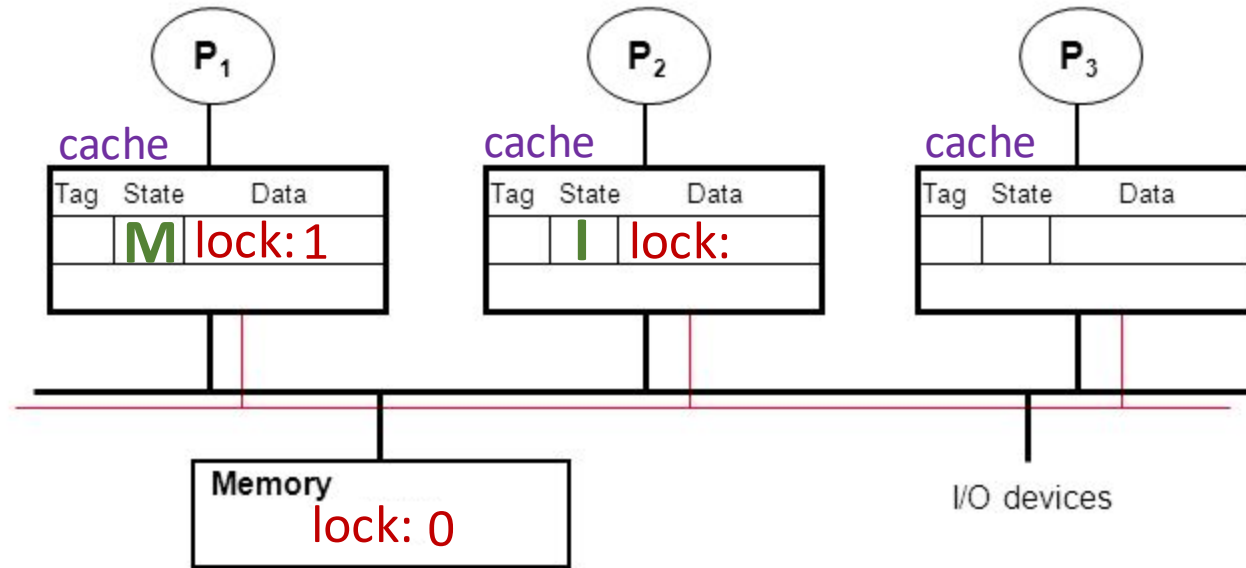 P₁ P₂ P₃
cache cache cache
Tag State Data Tag State Data Tag State Data
M lock: 1 I lock:
Memory
lock: 0
I/O devices